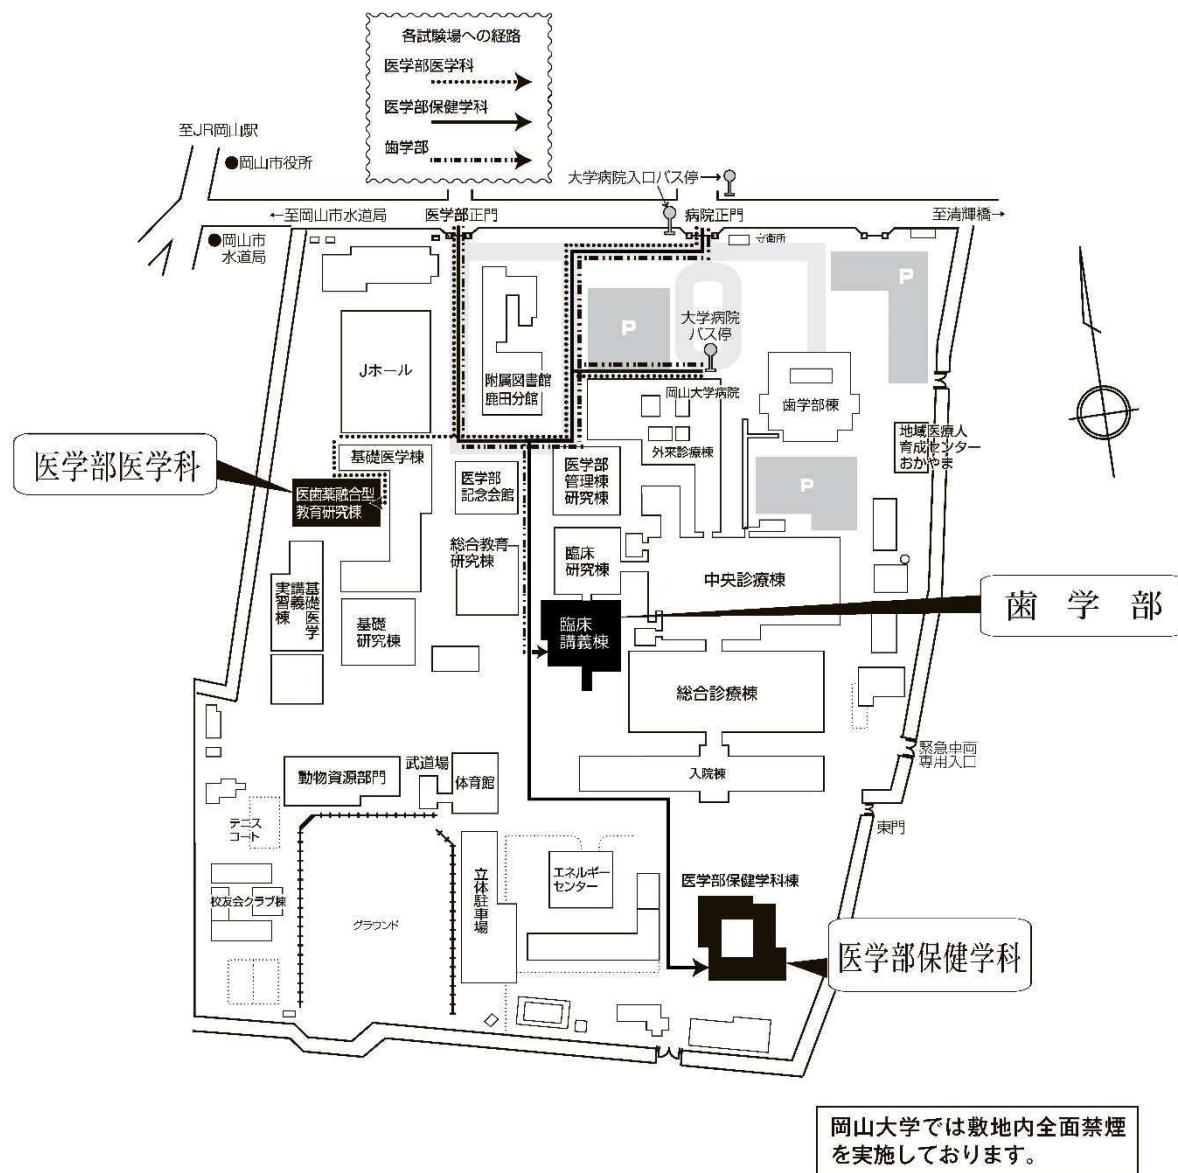 各試験場への経路
医学部医学科
医学部保健学科
歯学部
至JR岡山駅
●岡山市役所
大学病院入口バス停→
←至岡山市水道局
医学部正門
病院正門
至清輝橋→
●岡山市
水道局
守衛所
P
P
大学病院
バス停
Jホール
附属図書館
鹿田分館
岡山大学病院
歯学部棟
地域医療人
育成センター
おかやま
医学部医学科
基礎医学棟
外来診療棟
医歯薬融合型
教育研究棟
医学部
記念会館
医学部
管理棟
研究棟
P
総合教育
研究棟
臨床
研究棟
中央診療棟
基礎医学
講義
実習棟
基礎
研究棟
臨床
講義棟
歯学部
総合診療棟
緊急車両
専用入口
動物資源部門
武道場
体育館
入院棟
東門
テニス
コート
立体駐車場
エネルギー
センター
医学部保健学科棟
校友会クラブ棟
グラウンド
医学部保健学科
岡山大学では敷地内全面禁煙
を実施しております。